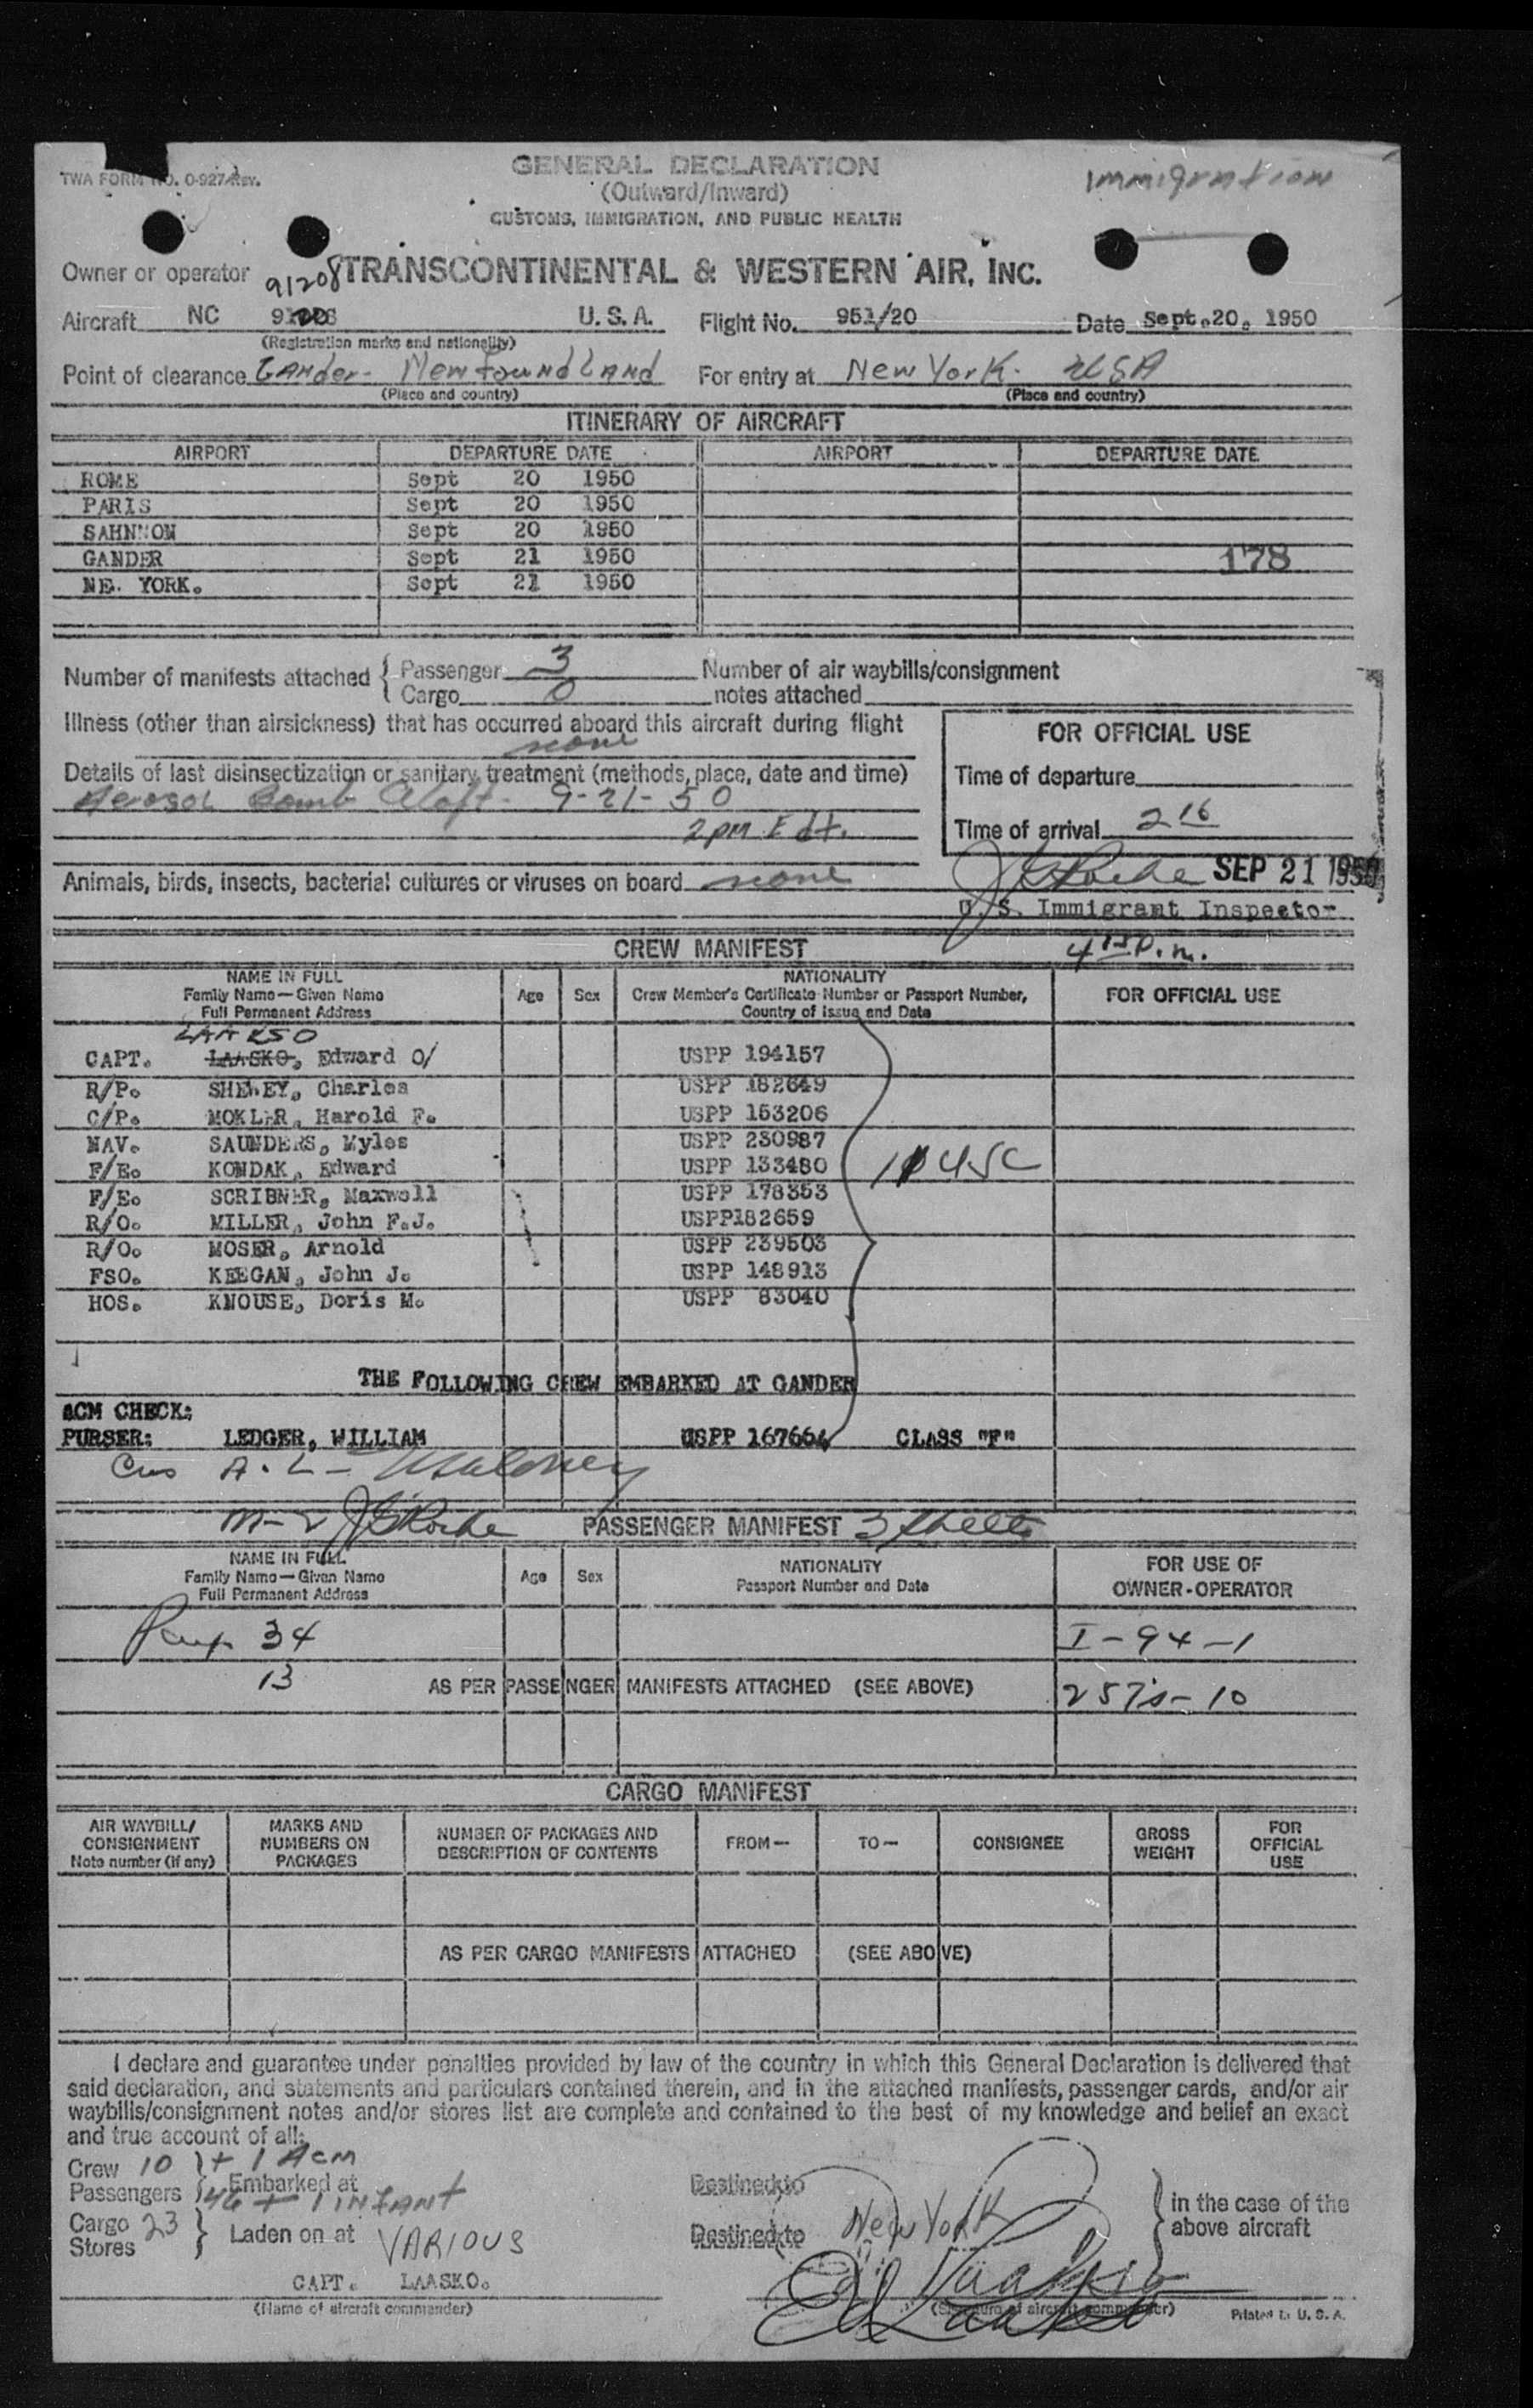 TWA FORM NO. O-927-Rev.
GENERAL DECLARATION
(Outward/Inward)
CUSTOMS, IMMIGRATION, AND PUBLIC HEALTH
Immigration
Owner or operator 91208 TRANSCONTINENTAL & WESTERN AIR, INC.
Aircraft NC U.S.A. Flight No. 951/20 Date Sept.20, 1950
(Registration marks and nationality)
Point of clearance Gander- Newfoundland For entry at New York- USA
(Place and country) (Place and country)
ITINERARY OF AIRCRAFT
AIRPORT DEPARTURE DATE AIRPORT DEPARTURE DATE
ROME Sept 20 1950
PARIS Sept 20 1950
SAHNNON Sept 20 1950
GANDER Sept 21 1950 178
NE. YORK. Sept 21 1950
Number of manifests attached { Passenger 3 Number of air waybills/consignment
Cargo 0 notes attached
Illness (other than airsickness) that has occurred aboard this aircraft during flight
none
FOR OFFICIAL USE
Details of last disinsectization or sanitary treatment (methods, place, date and time)
Time of departure
Aerosol Bomb Aloft- 9-21-50
2 PM Edt.
Time of arrival 2 16
Animals, birds, insects, bacterial cultures or viruses on board none
SEP 21 1950
U. S. Immigrant Inspector
CREW MANIFEST
4 15 P.m.
NAME IN FULL
Family Name—Given Name
Full Permanent Address
Age Sex
NATIONALITY
Crew Member's Certificate Number or Passport Number,
Country of Issue and Date
FOR OFFICIAL USE
LAAKSO
CAPT. LAASKO, Edward O/ USPP 194157
R/P. Charles USPP 182649
C/P. MOKLER, Harold F. USPP 153206
NAV. SAUNDERS, Myles USPP 230987
F/E. KONDAK, Edward USPP 133480
F/E. SCRIBNER, Maxwell USPP 178353
R/O. MILLER, John F.J. USPP182659
R/O. MOSER, Arnold USPP 239503
FSO. KEEGAN, John J. USPP 148913
HOS. KNOUSE, Doris M. USPP 83040
THE FOLLOWING CREW EMBARKED AT GANDER
ACM CHECK:
PURSER: LEDGER, WILLIAM USPP 167664 CLASS "F"
Cus A. L- Maloney
PASSENGER MANIFEST 3 sheets
NAME IN FULL
Family Name—Given Name
Full Permanent Address
Age Sex
NATIONALITY
Passport Number and Date
FOR USE OF
OWNER-OPERATOR
34 I-94-1
13 AS PER PASSENGER MANIFESTS ATTACHED (SEE ABOVE) 257's-10
CARGO MANIFEST
AIR WAYBILL/
CONSIGNMENT
Note number (if any)
MARKS AND
NUMBERS ON
PACKAGES
NUMBER OF PACKAGES AND
DESCRIPTION OF CONTENTS
FROM— TO— CONSIGNEE
GROSS
WEIGHT
FOR
OFFICIAL
USE
AS PER CARGO MANIFESTS ATTACHED (SEE ABOVE)
I declare and guarantee under penalties provided by law of the country in which this General Declaration is delivered that
said declaration, and statements and particulars contained therein, and in the attached manifests, passenger cards, and/or air
waybills/consignment notes and/or stores list are complete and contained to the best of my knowledge and belief an exact
and true account of all:
Crew 10 + 1 ACM
Passengers 46 + 1 INFANT Embarked at Destined to
Cargo 23
Stores
Laden on at VARIOUS Destined to New York
in the case of the
above aircraft
CAPT. LAASKO.
(Name of aircraft commander) (Signature of aircraft commander) Printed in U. S. A.